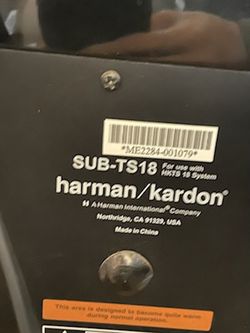 *ME2284-001079*
SUB-TS18 For use with
HKTS 18 System
harman/kardon®
H A Harman International® Company
Northridge, CA 91329, USA
Made in China
This area is designed to become quite warm
during normal operation.